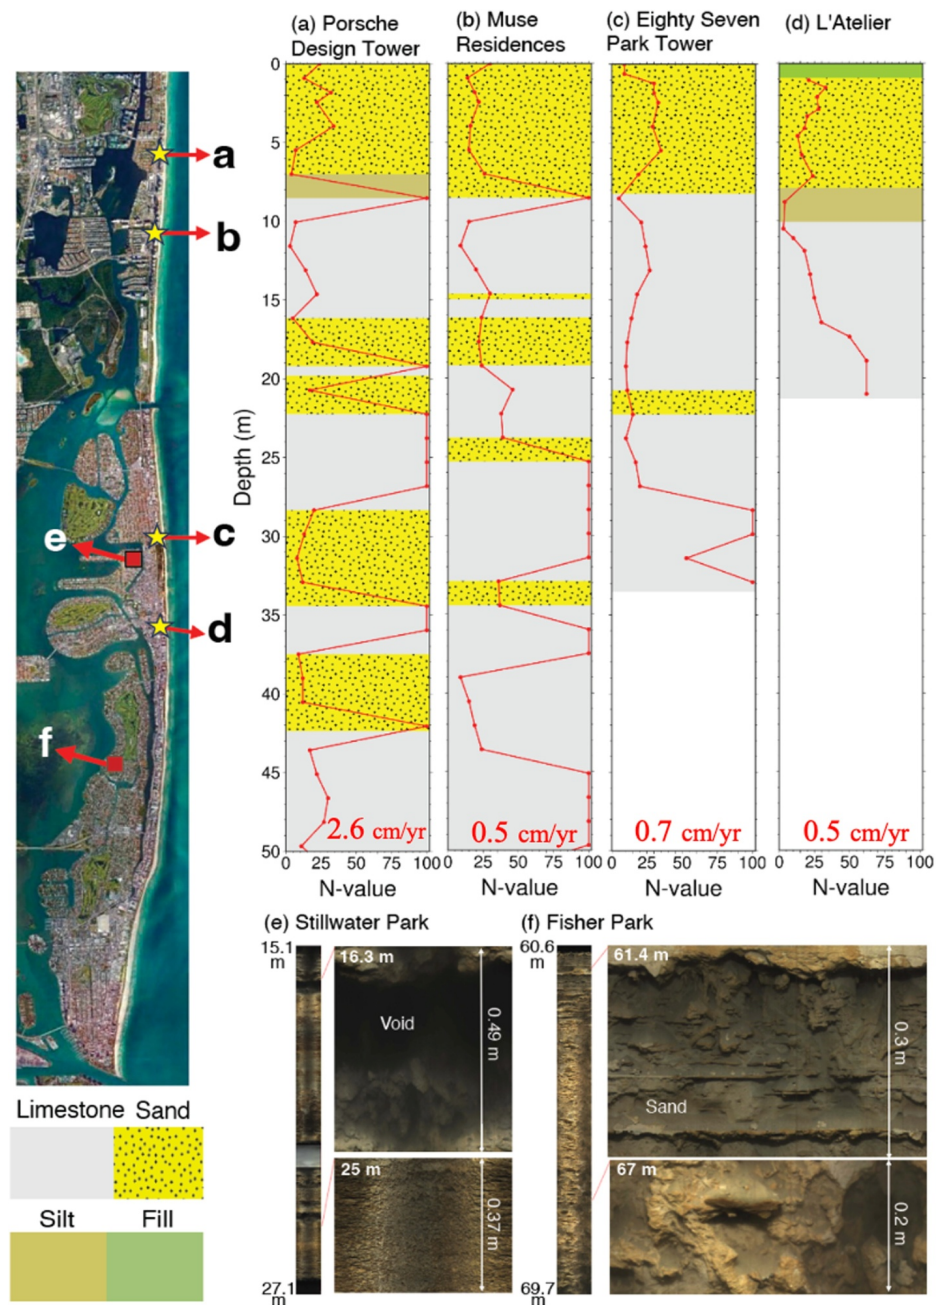 (a) Porsche
Design Tower
(b) Muse
Residences
(c) Eighty Seven
Park Tower
(d) L'Atelier
a
b
c
d
e
f
0
5
10
15
20
25
30
35
40
45
50
Depth (m)
2.6 cm/yr
0.5 cm/yr
0.7 cm/yr
0.5 cm/yr
0 25 50 75 100
0 25 50 75 100
0 25 50 75 100
0 25 50 75 100
N-value
N-value
N-value
N-value
Limestone
Sand
Silt
Fill
(e) Stillwater Park
15.1
m
27.1
m
16.3 m
Void
0.49 m
25 m
0.37 m
(f) Fisher Park
60.6
m
69.7
m
61.4 m
Sand
0.3 m
67 m
0.2 m